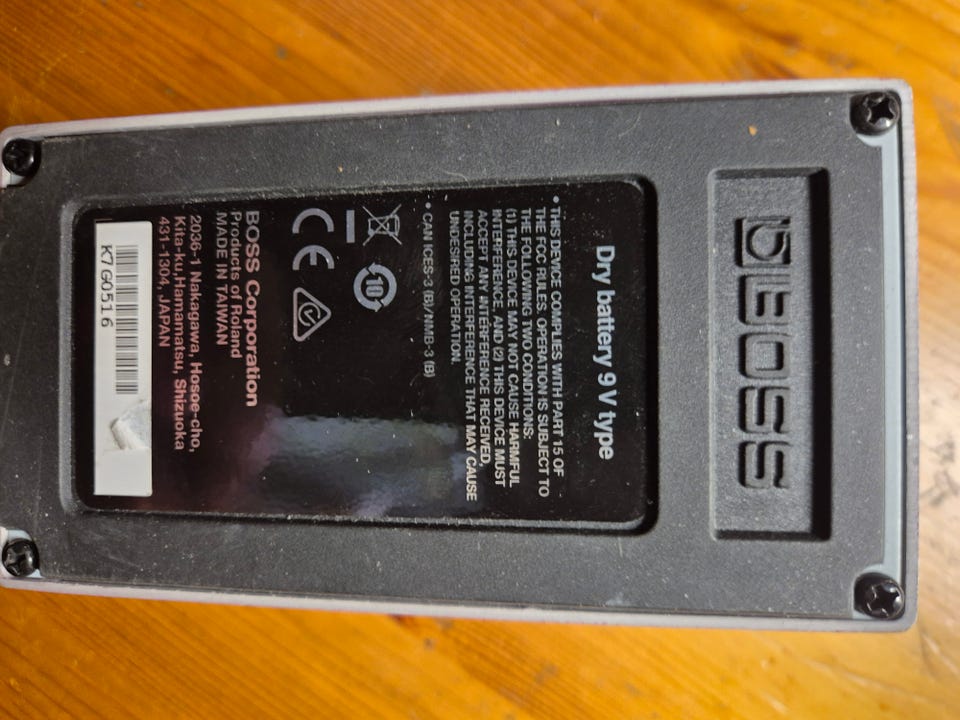 BOSS
Dry battery 9 V type
• THIS DEVICE COMPLIES WITH PART 15 OF
THE FCC RULES. OPERATION IS SUBJECT TO
THE FOLLOWING TWO CONDITIONS:
(1) THIS DEVICE MAY NOT CAUSE HARMFUL
INTERFERENCE, AND (2) THIS DEVICE MUST
ACCEPT ANY INTERFERENCE RECEIVED,
INCLUDING INTERFERENCE THAT MAY CAUSE
UNDESIRED OPERATION.
• CAN ICES-3 (B)/NMB-3 (B)
10
CE
BOSS Corporation
Products of Roland
MADE IN TAIWAN
2036-1 Nakagawa, Hosoe-cho,
Kita-ku,Hamamatsu, Shizuoka
431-1304, JAPAN
K7G0516